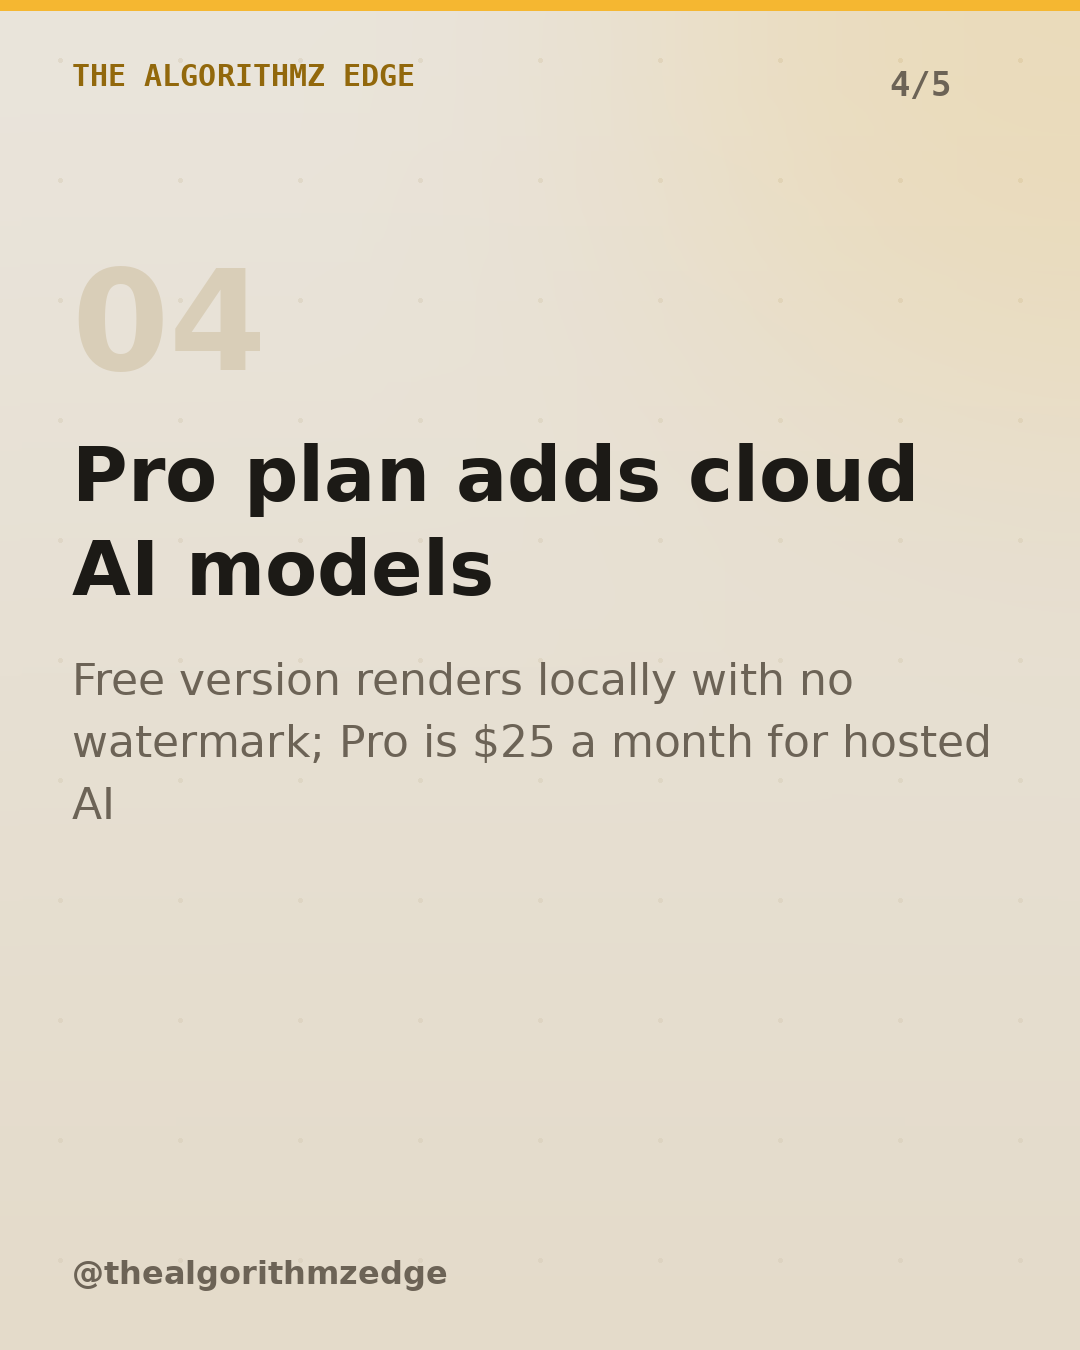 THE ALGORITHMZ EDGE
4/5
04
Pro plan adds cloud
AI models
Free version renders locally with no
watermark; Pro is $25 a month for hosted
AI
@thealgorithmzedge